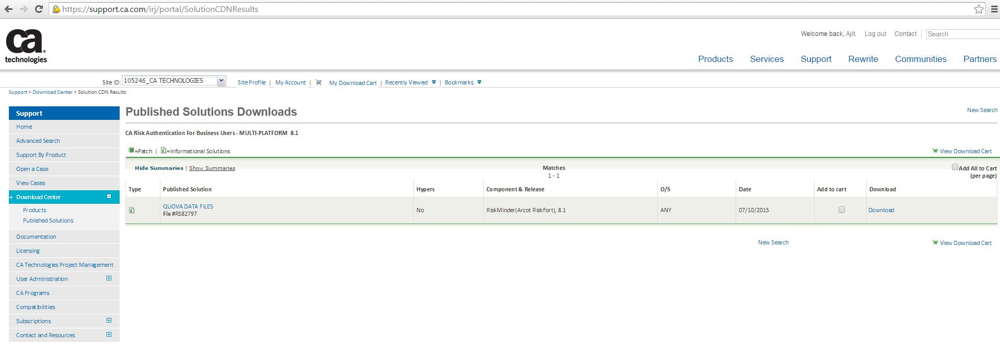 https://support.ca.com/irj/portal/SolutionCDNResults
ca
technologies
Welcome back, Ajit. Log out Contact Search
Products Services Support Rewrite Communities Partners
Site ID: 105246_CA TECHNOLOGIES Site Profile | My Account | My Download Cart | Recently Viewed | Bookmarks
Support > Download Center > Solution CDN Results
Support
Home
Advanced Search
Support By Product
Open a Case
View Cases
Download Center
Products
Published Solutions
Documentation
Licensing
CA Technologies Project Management
User Administration
CA Programs
Compatibilities
Subscriptions
Contact and Resources
Published Solutions Downloads
New Search
CA Risk Authentication For Business Users - MULTI-PLATFORM 8.1
=Patch | =Informational Solutions
View Download Cart
Hide Summaries | Show Summaries
Matches
1 - 1
Add All to Cart
(per page)
Type Published Solution Hypers Component & Release O/S Date Add to cart Download
QUOVA DATA FILES
Fix #RS82797
No RiskMinder(Arcot RiskFort), 8.1 ANY 07/10/2015 Download
New Search
View Download Cart